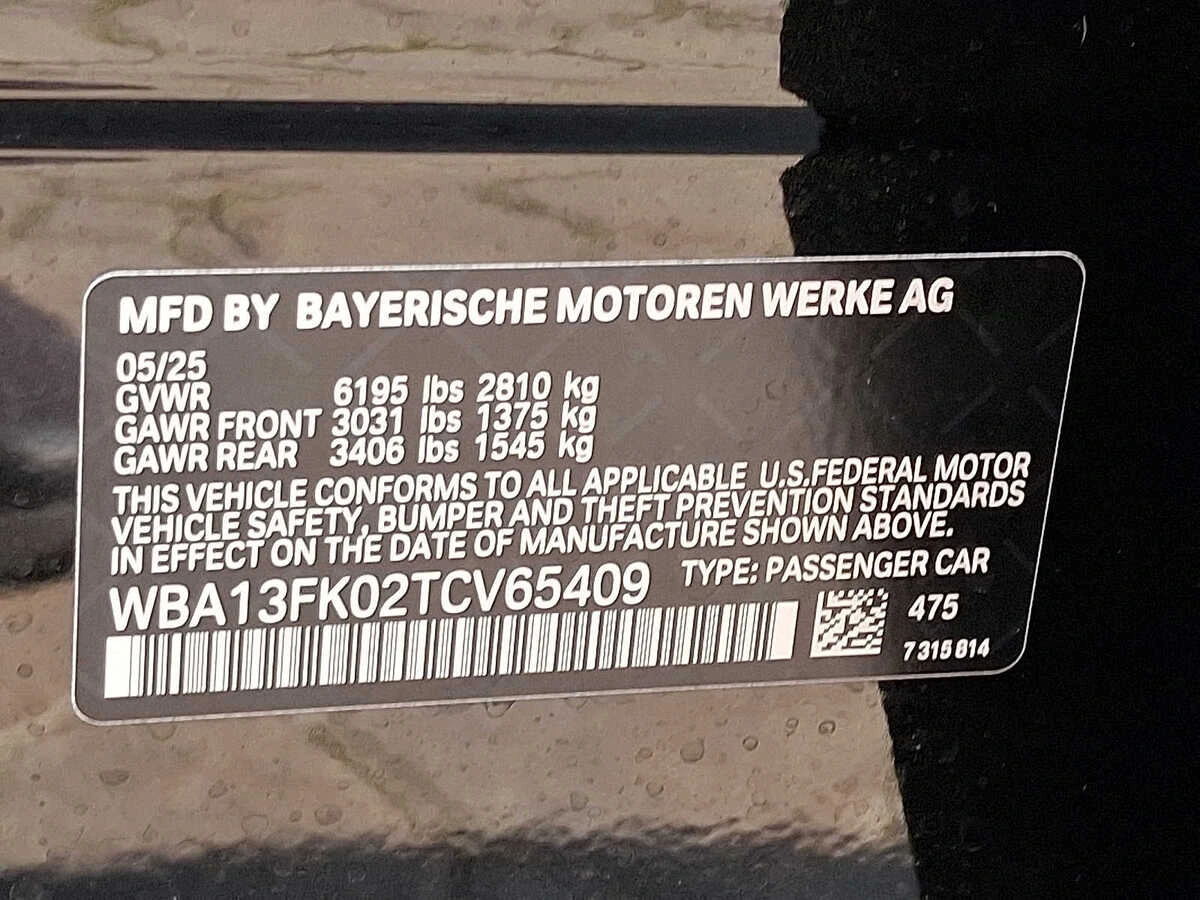 MFD BY BAYERISCHE MOTOREN WERKE AG
05/25
GVWR 6195 lbs 2810 kg
GAWR FRONT 3031 lbs 1375 kg
GAWR REAR 3406 lbs 1545 kg
THIS VEHICLE CONFORMS TO ALL APPLICABLE U.S.FEDERAL MOTOR
VEHICLE SAFETY, BUMPER AND THEFT PREVENTION STANDARDS
IN EFFECT ON THE DATE OF MANUFACTURE SHOWN ABOVE.
WBA13FK02TCV65409 TYPE: PASSENGER CAR
475
7 315 814